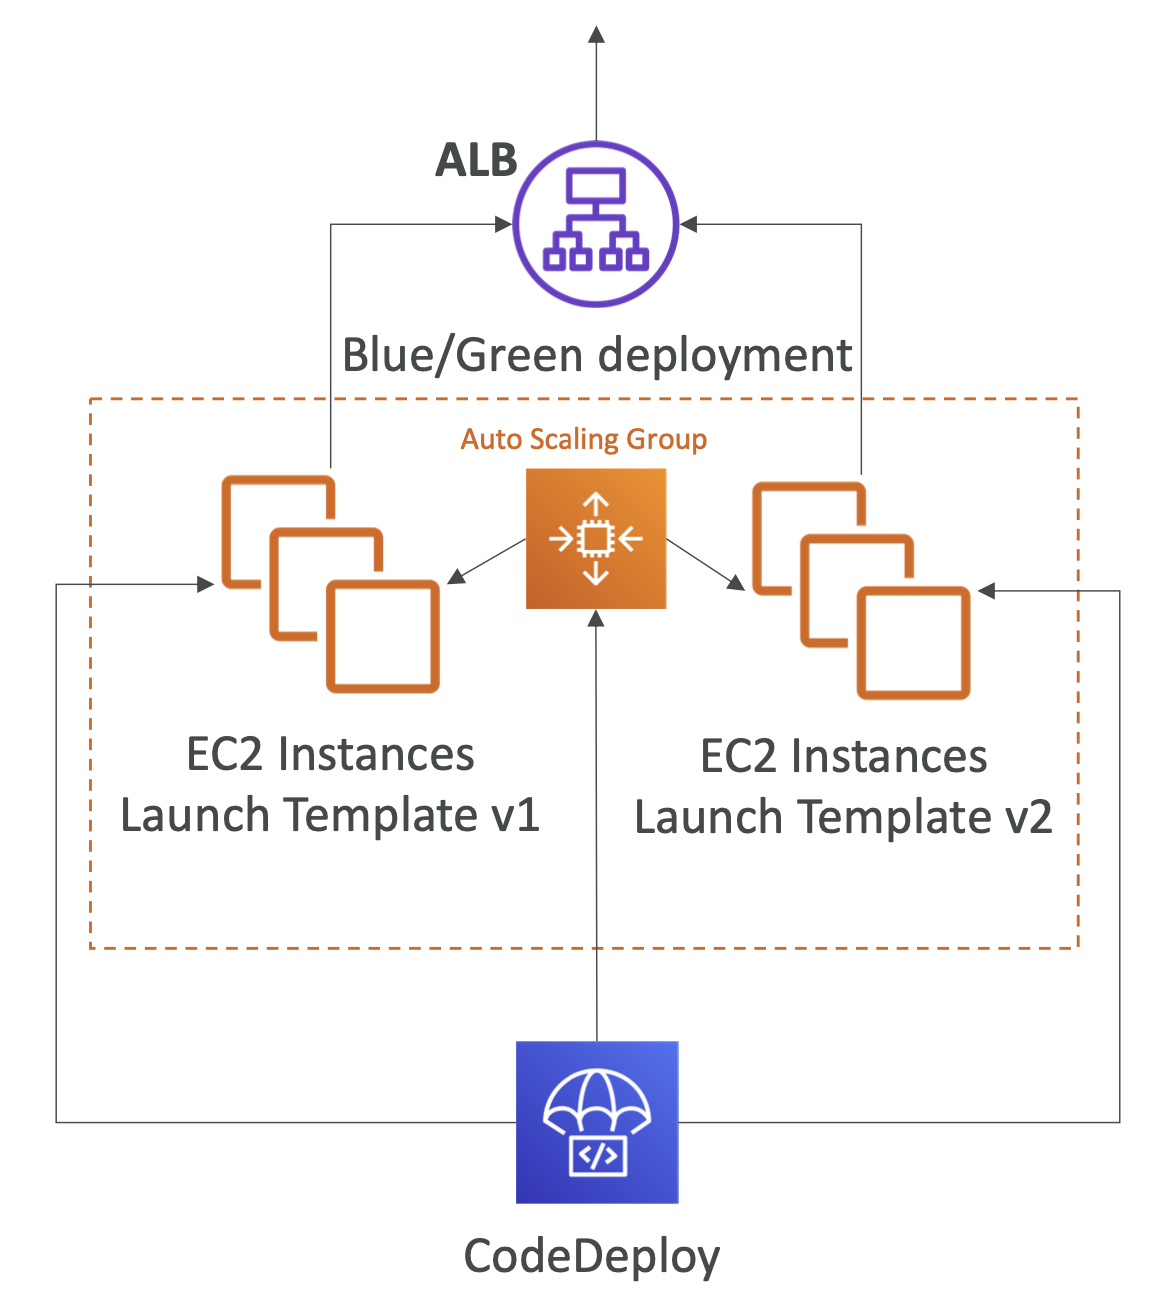 ALB
Blue/Green deployment
Auto Scaling Group
EC2 Instances
Launch Template v1
EC2 Instances
Launch Template v2
</>
CodeDeploy